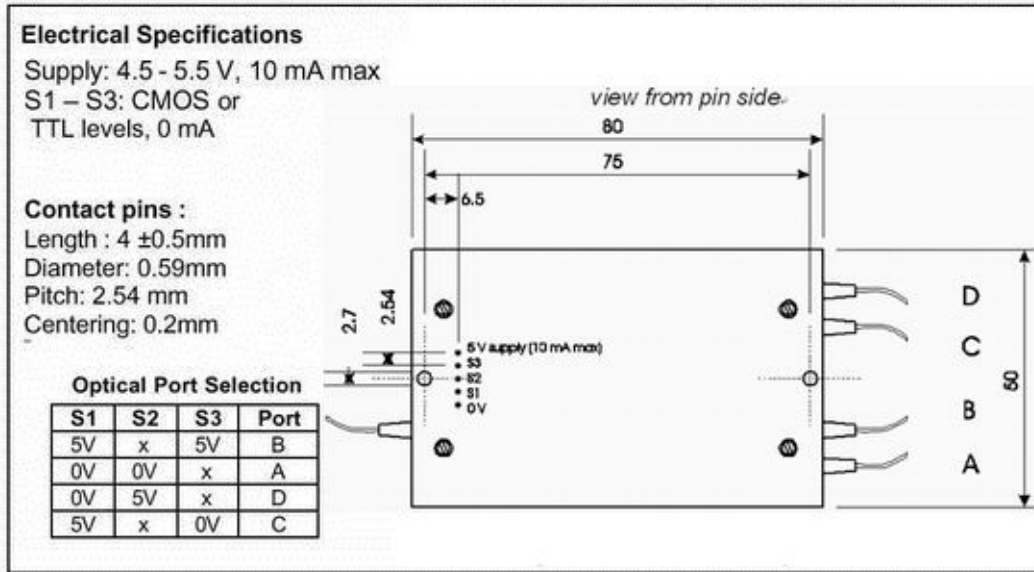 Electrical Specifications
Supply: 4.5 - 5.5 V, 10 mA max
S1 – S3: CMOS or
TTL levels, 0 mA
Contact pins :
Length : 4 ±0.5mm
Diameter: 0.59mm
Pitch: 2.54 mm
Centering: 0.2mm
Optical Port Selection
S1 S2 S3 Port
5V x 5V B
0V 0V x A
0V 5V x D
5V x 0V C
view from pin side
80
75
6.5
2.7
2.54
5 V supply (10 mA max)
S3
S2
S1
0 V
D
C
B
A
50